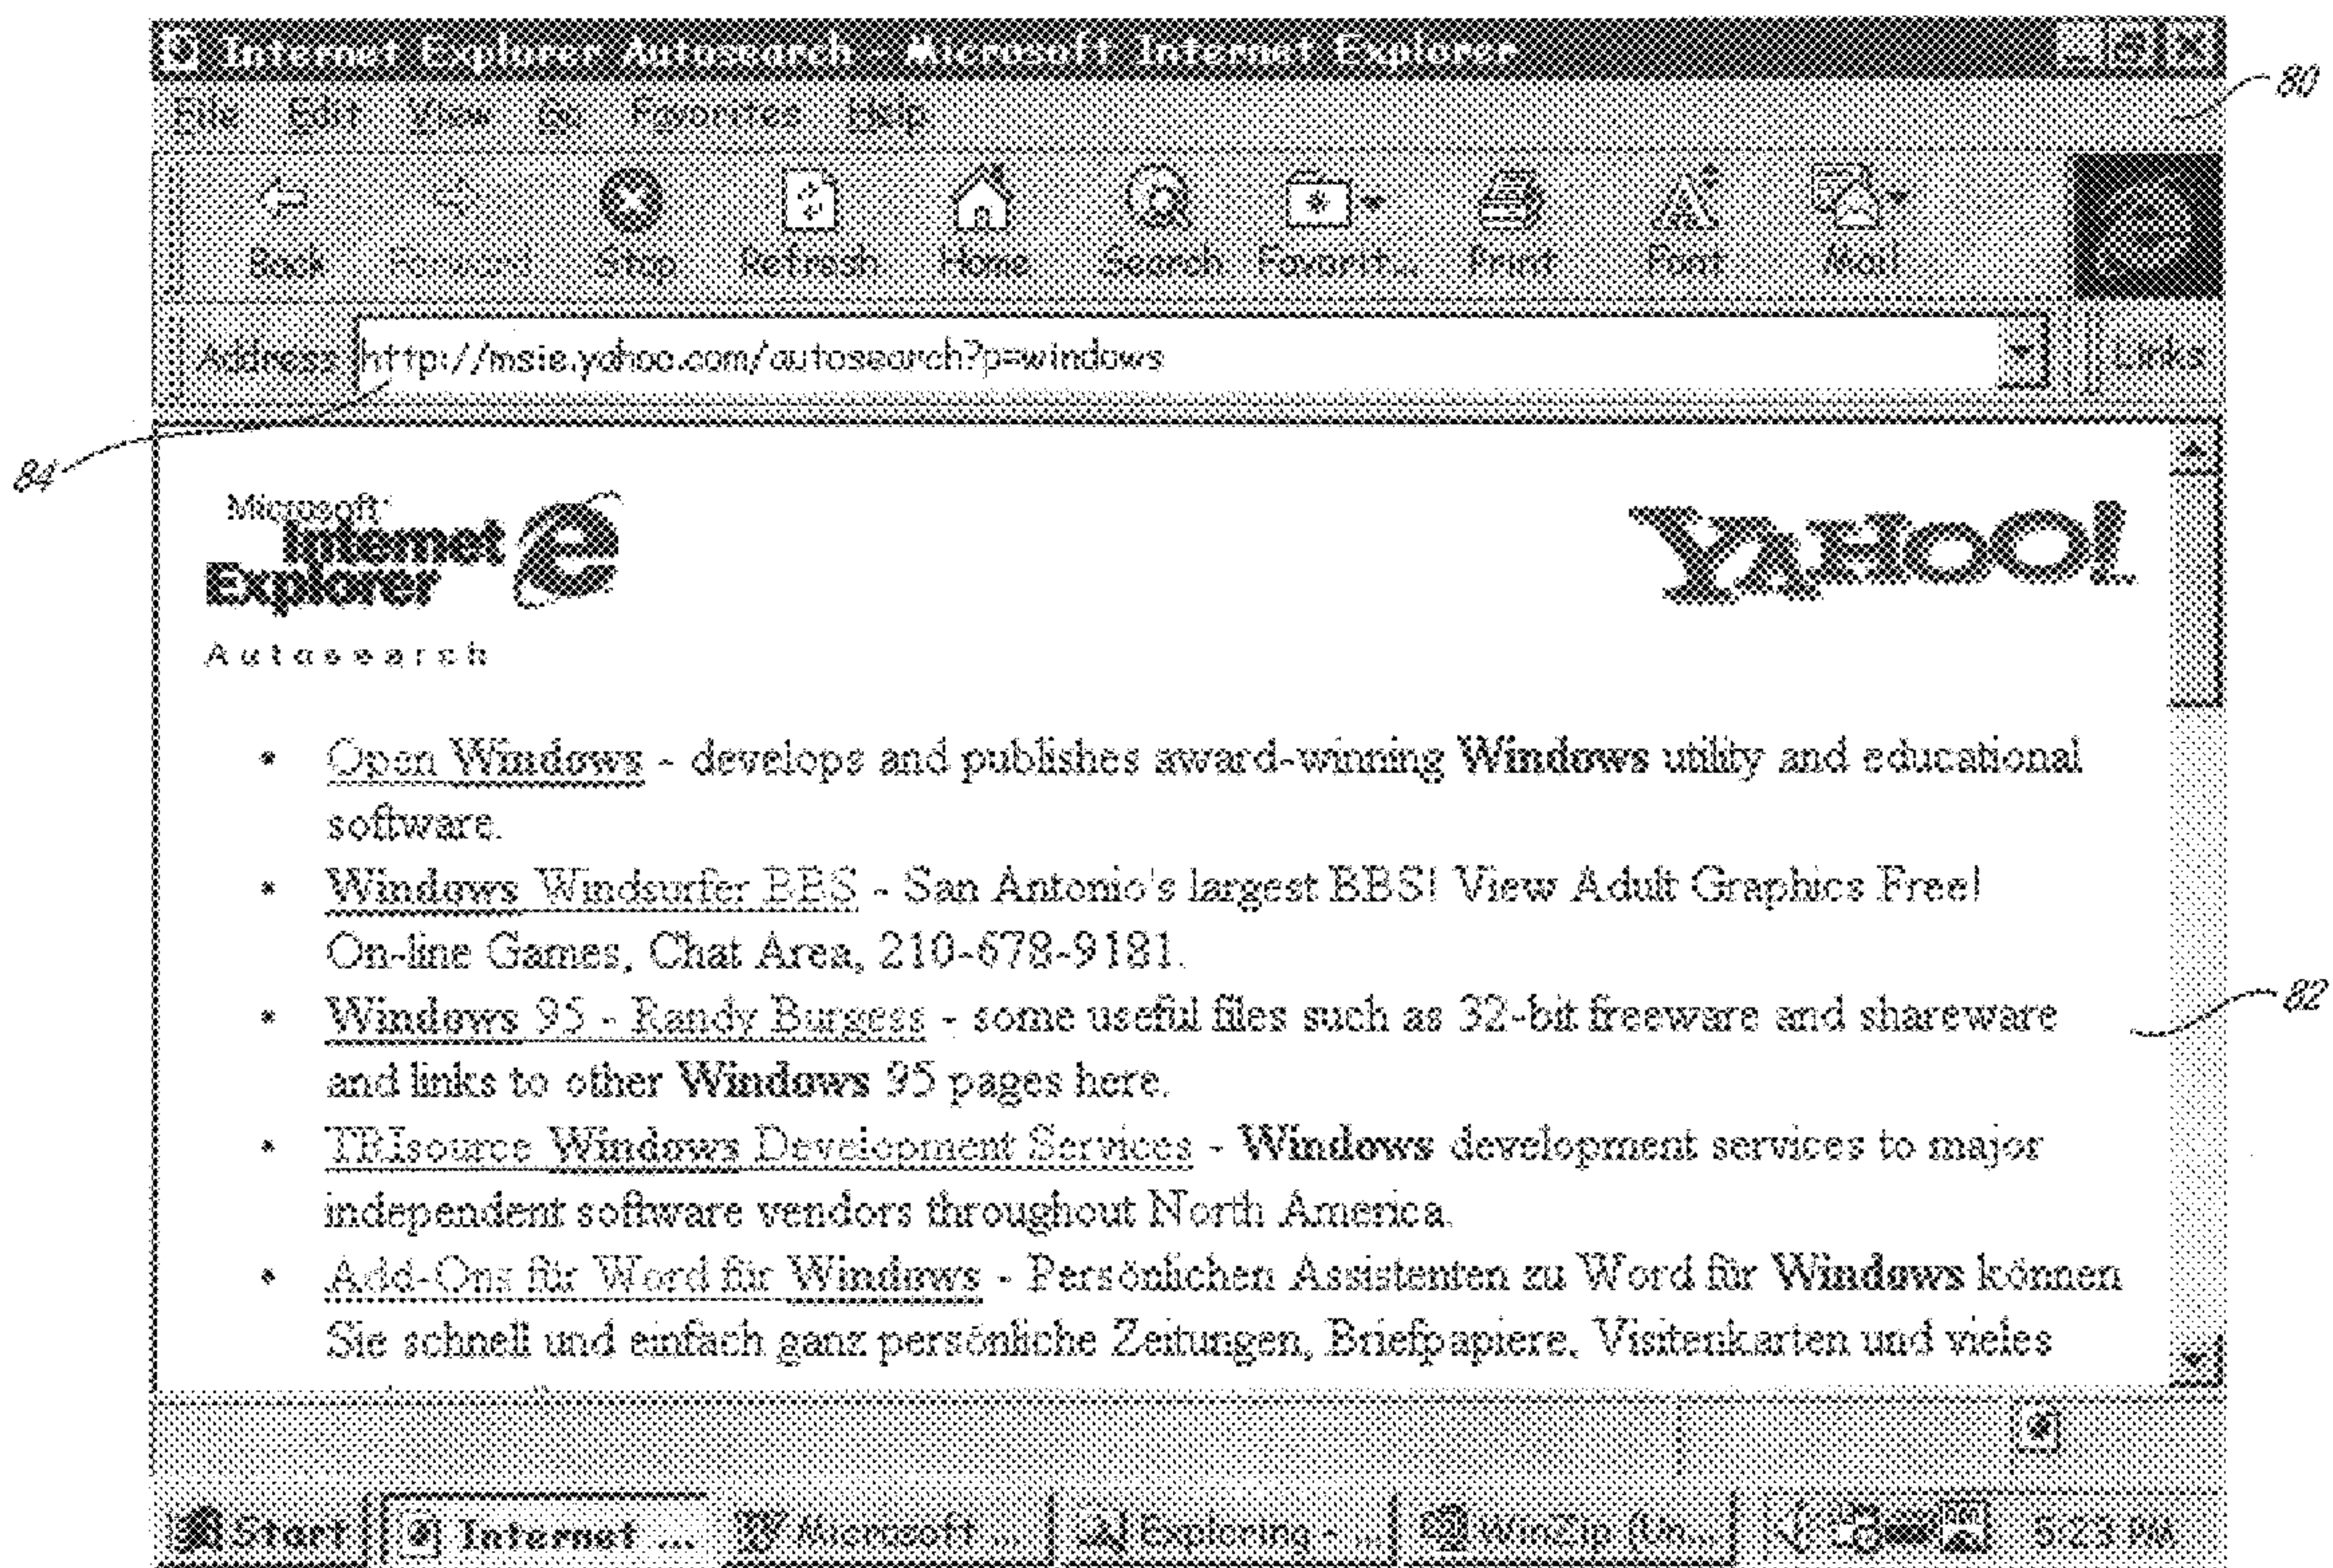 Internet Explorer Autosearch - Microsoft Internet Explorer
80
File Edit View Go Favorites Help
Back Forward Stop Refresh Home Search Favorit... Print Font Mail
Address http://msie.yahoo.com/autosearch?p=windows Links
84
Microsoft
Internet
Explorer
YAHOO!
Autosearch
• Open Windows - develops and publishes award-winning Windows utility and educational
software.
• Windows Windsurfer BBS - San Antonio's largest BBS! View Adult Graphics Free!
On-line Games, Chat Area, 210-678-9181.
• Windows 95 - Randy Burgess - some useful files such as 32-bit freeware and shareware
82
and links to other Windows 95 pages here.
• TRIsource Windows Development Services - Windows development services to major
independent software vendors throughout North America.
• Add-Ons für Word für Windows - Persönlichen Assistenten zu Word für Windows können
Sie schnell und einfach ganz persönliche Zeitungen, Briefpapiere, Visitenkarten und vieles
Start Internet ... Microsoft ... Exploring - ... WinZip (Un... 5:23 PM